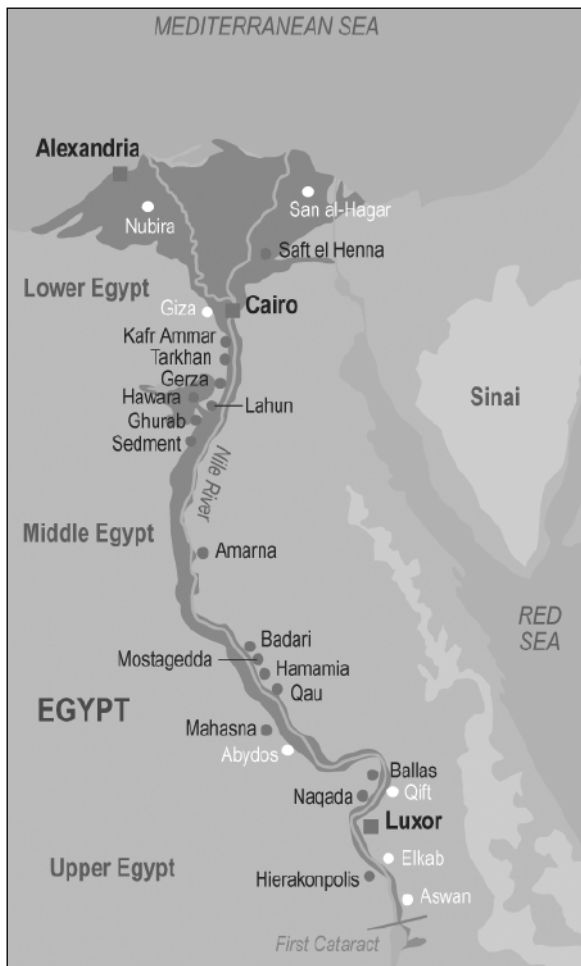 MEDITERRANEAN SEA
Alexandria
San al-Hagar
Nubira
Saft el Henna
Lower Egypt
Giza
Cairo
Kafr Ammar
Tarkhan
Gerza
Hawara
Lahun
Sinai
Ghurab
Sedment
Nile River
Middle Egypt
Amarna
RED
SEA
Badari
Mostagedda
Hamamia
Qau
EGYPT
Mahasna
Abydos
Ballas
Naqada
Qift
Luxor
Upper Egypt
Elkab
Hierakonpolis
Aswan
First Cataract